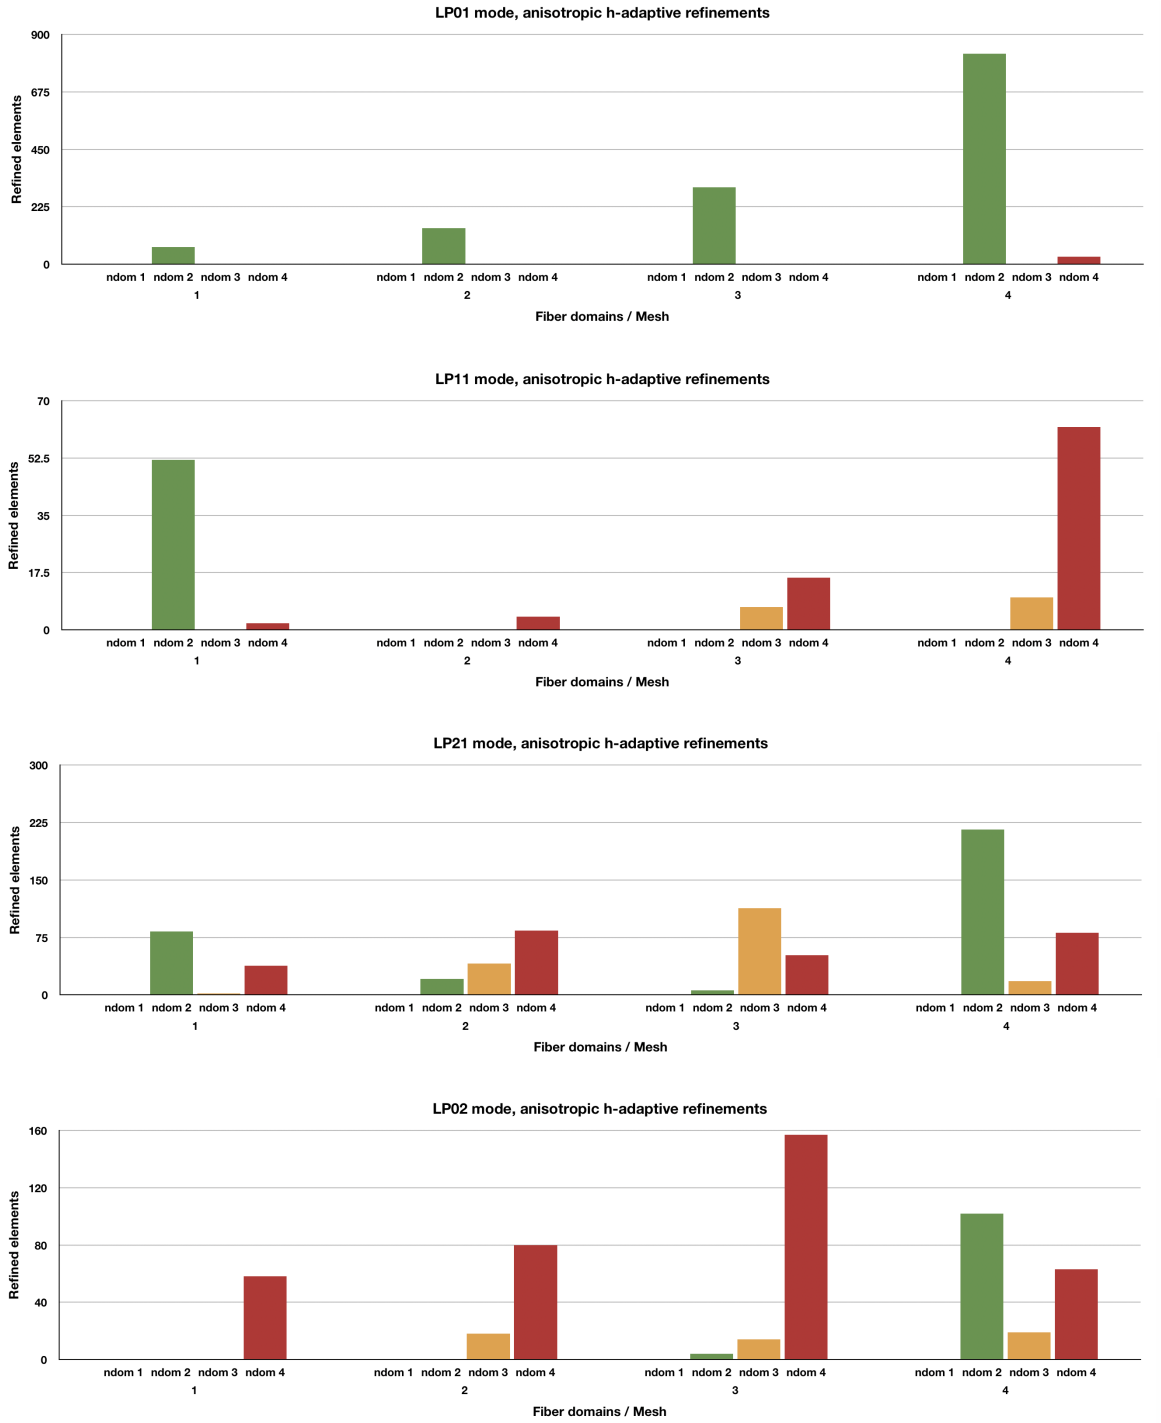 LP01 mode, anisotropic h-adaptive refinements
900
675
450
225
0
Refined elements
ndom 1 ndom 2 ndom 3 ndom 4 ndom 1 ndom 2 ndom 3 ndom 4 ndom 1 ndom 2 ndom 3 ndom 4 ndom 1 ndom 2 ndom 3 ndom 4
1 2 3 4
Fiber domains / Mesh
LP11 mode, anisotropic h-adaptive refinements
70
52.5
35
17.5
0
Refined elements
ndom 1 ndom 2 ndom 3 ndom 4 ndom 1 ndom 2 ndom 3 ndom 4 ndom 1 ndom 2 ndom 3 ndom 4 ndom 1 ndom 2 ndom 3 ndom 4
1 2 3 4
Fiber domains / Mesh
LP21 mode, anisotropic h-adaptive refinements
300
225
150
75
0
Refined elements
ndom 1 ndom 2 ndom 3 ndom 4 ndom 1 ndom 2 ndom 3 ndom 4 ndom 1 ndom 2 ndom 3 ndom 4 ndom 1 ndom 2 ndom 3 ndom 4
1 2 3 4
Fiber domains / Mesh
LP02 mode, anisotropic h-adaptive refinements
160
120
80
40
0
Refined elements
ndom 1 ndom 2 ndom 3 ndom 4 ndom 1 ndom 2 ndom 3 ndom 4 ndom 1 ndom 2 ndom 3 ndom 4 ndom 1 ndom 2 ndom 3 ndom 4
1 2 3 4
Fiber domains / Mesh